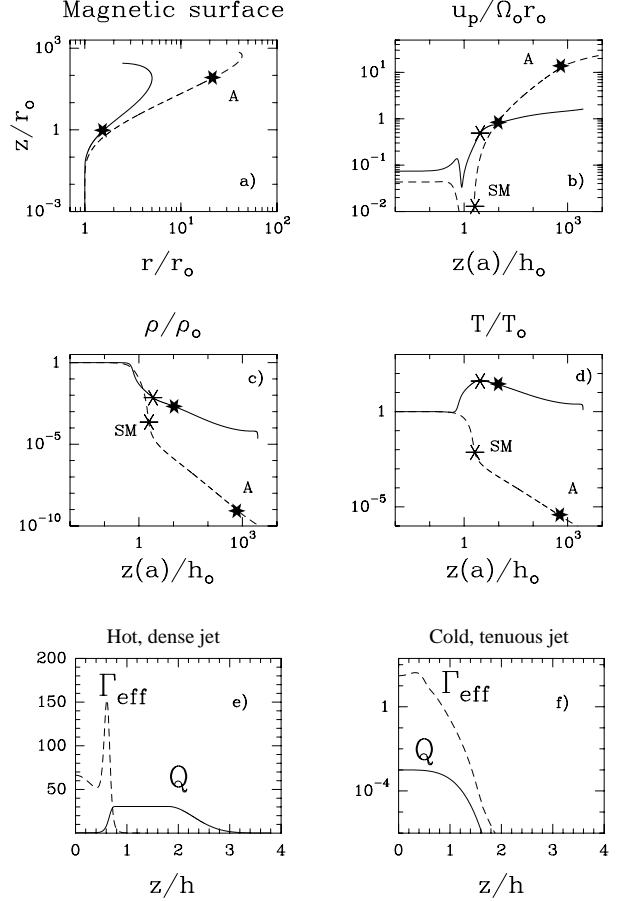 Magnetic surface
u_p/Ω_o r_o
10^3
1
10^-3
z/r_o
A
a)
1
10
10^2
r/r_o
10
1
10^-1
10^-2
A
SM
b)
1
10^3
z(a)/h_o
ρ/ρ_o
T/T_o
1
10^-5
10^-10
c)
SM
A
1
10^3
z(a)/h_o
1
10^-5
d)
SM
A
1
10^3
z(a)/h_o
Hot, dense jet
Cold, tenuous jet
200
150
100
50
Γ_eff
e)
Q
0
1
2
3
4
z/h
10^-4
Γ_eff
f)
Q
0
1
2
3
4
z/h